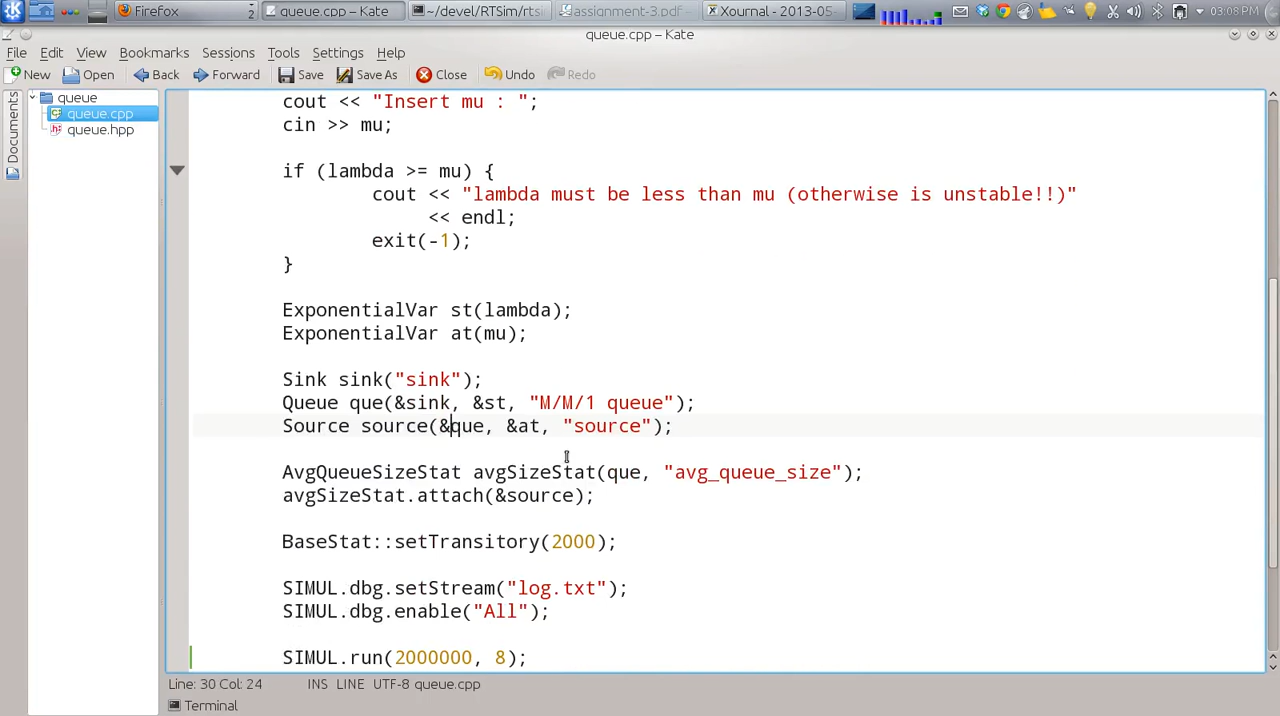 Firefox 2 queue.cpp – Kate ~/devel/RTSim/rtsi assignment-3.pdf – Xournal – 2013-05- 03:08 PM
queue.cpp – Kate
File Edit View Bookmarks Sessions Tools Settings Help
New Open Back Forward Save Save As Close Undo Redo
Documents
queue
queue.cpp
queue.hpp
cout << "Insert mu : ";
cin >> mu;
if (lambda >= mu) {
cout << "lambda must be less than mu (otherwise is unstable!!)"
<< endl;
exit(-1);
}
ExponentialVar st(lambda);
ExponentialVar at(mu);
Sink sink("sink");
Queue que(&sink, &st, "M/M/1 queue");
Source source(&que, &at, "source");
AvgQueueSizeStat avgSizeStat(que, "avg_queue_size");
avgSizeStat.attach(&source);
BaseStat::setTransitory(2000);
SIMUL.dbg.setStream("log.txt");
SIMUL.dbg.enable("All");
SIMUL.run(2000000, 8);
Line: 30 Col: 24 INS LINE UTF-8 queue.cpp
Terminal